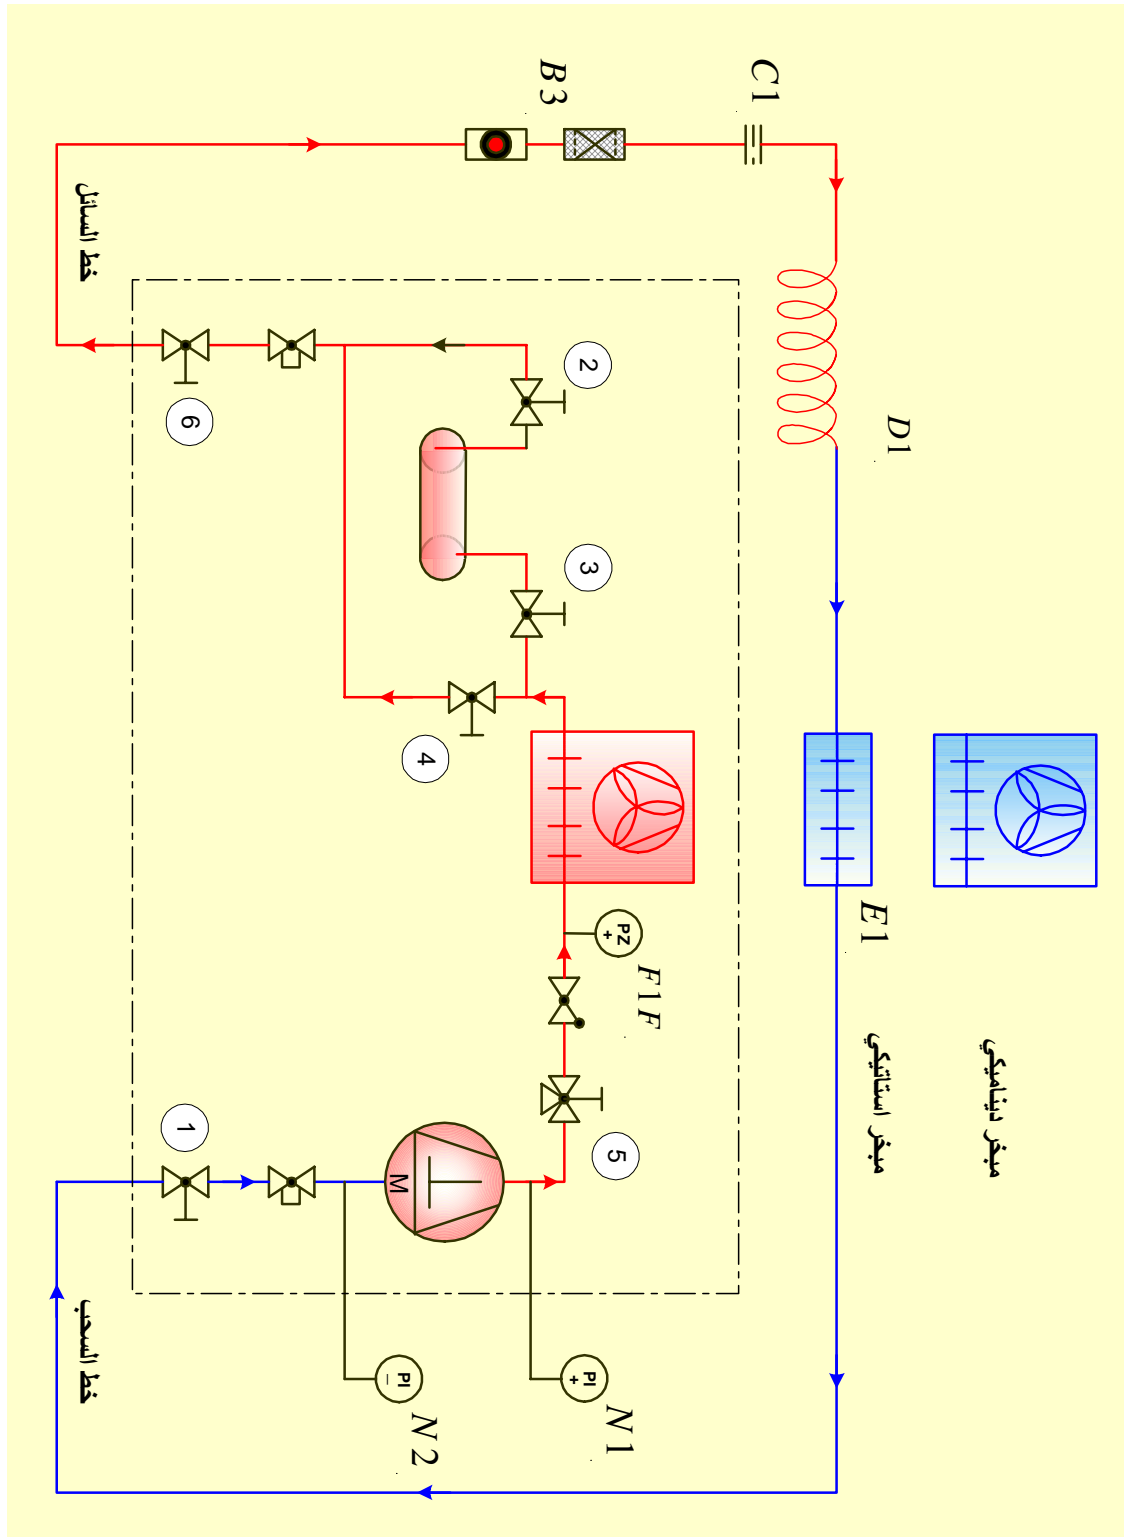 C1
B3
خط السائل
D1
2
6
3
4
E1
PZ
+
F1F
مبخر ديناميكي
مبخر استاتيكي
5
1
M
خط السحب
PI
+
N1
PI
–
N2